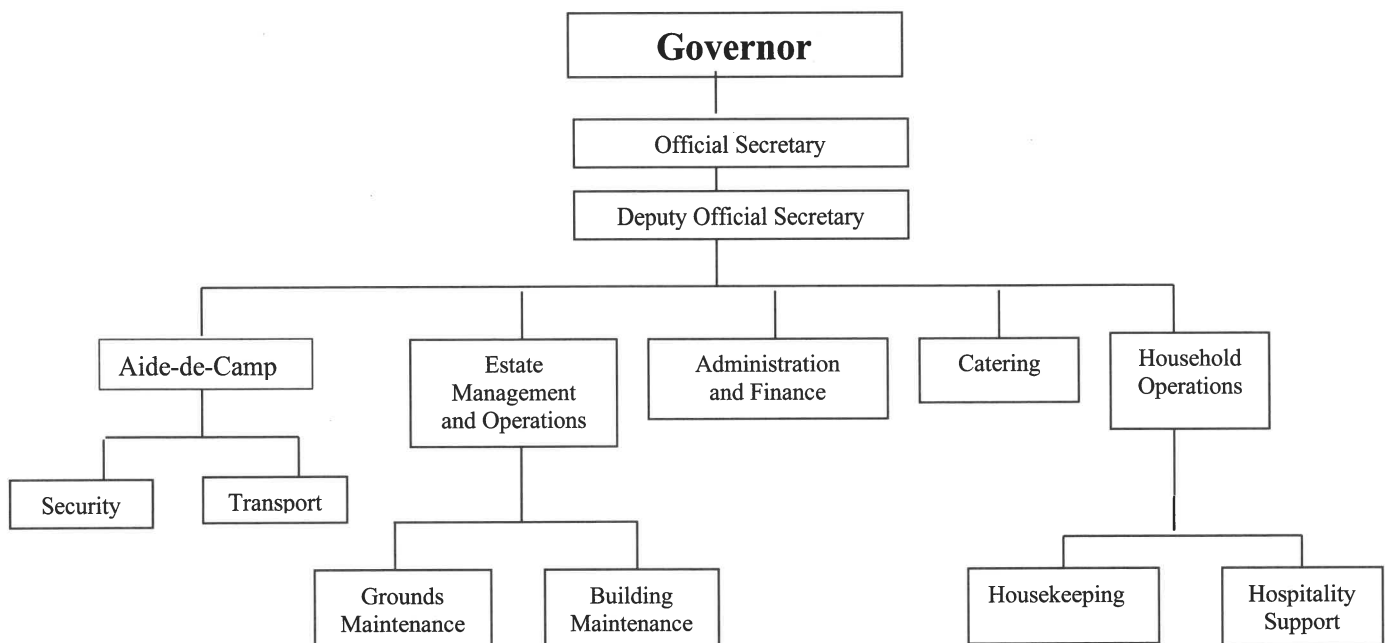 Governor
Official Secretary
Deputy Official Secretary
Aide-de-Camp
Estate
Management
and Operations
Administration
and Finance
Catering
Household
Operations
Security
Transport
Grounds
Maintenance
Building
Maintenance
Housekeeping
Hospitality
Support